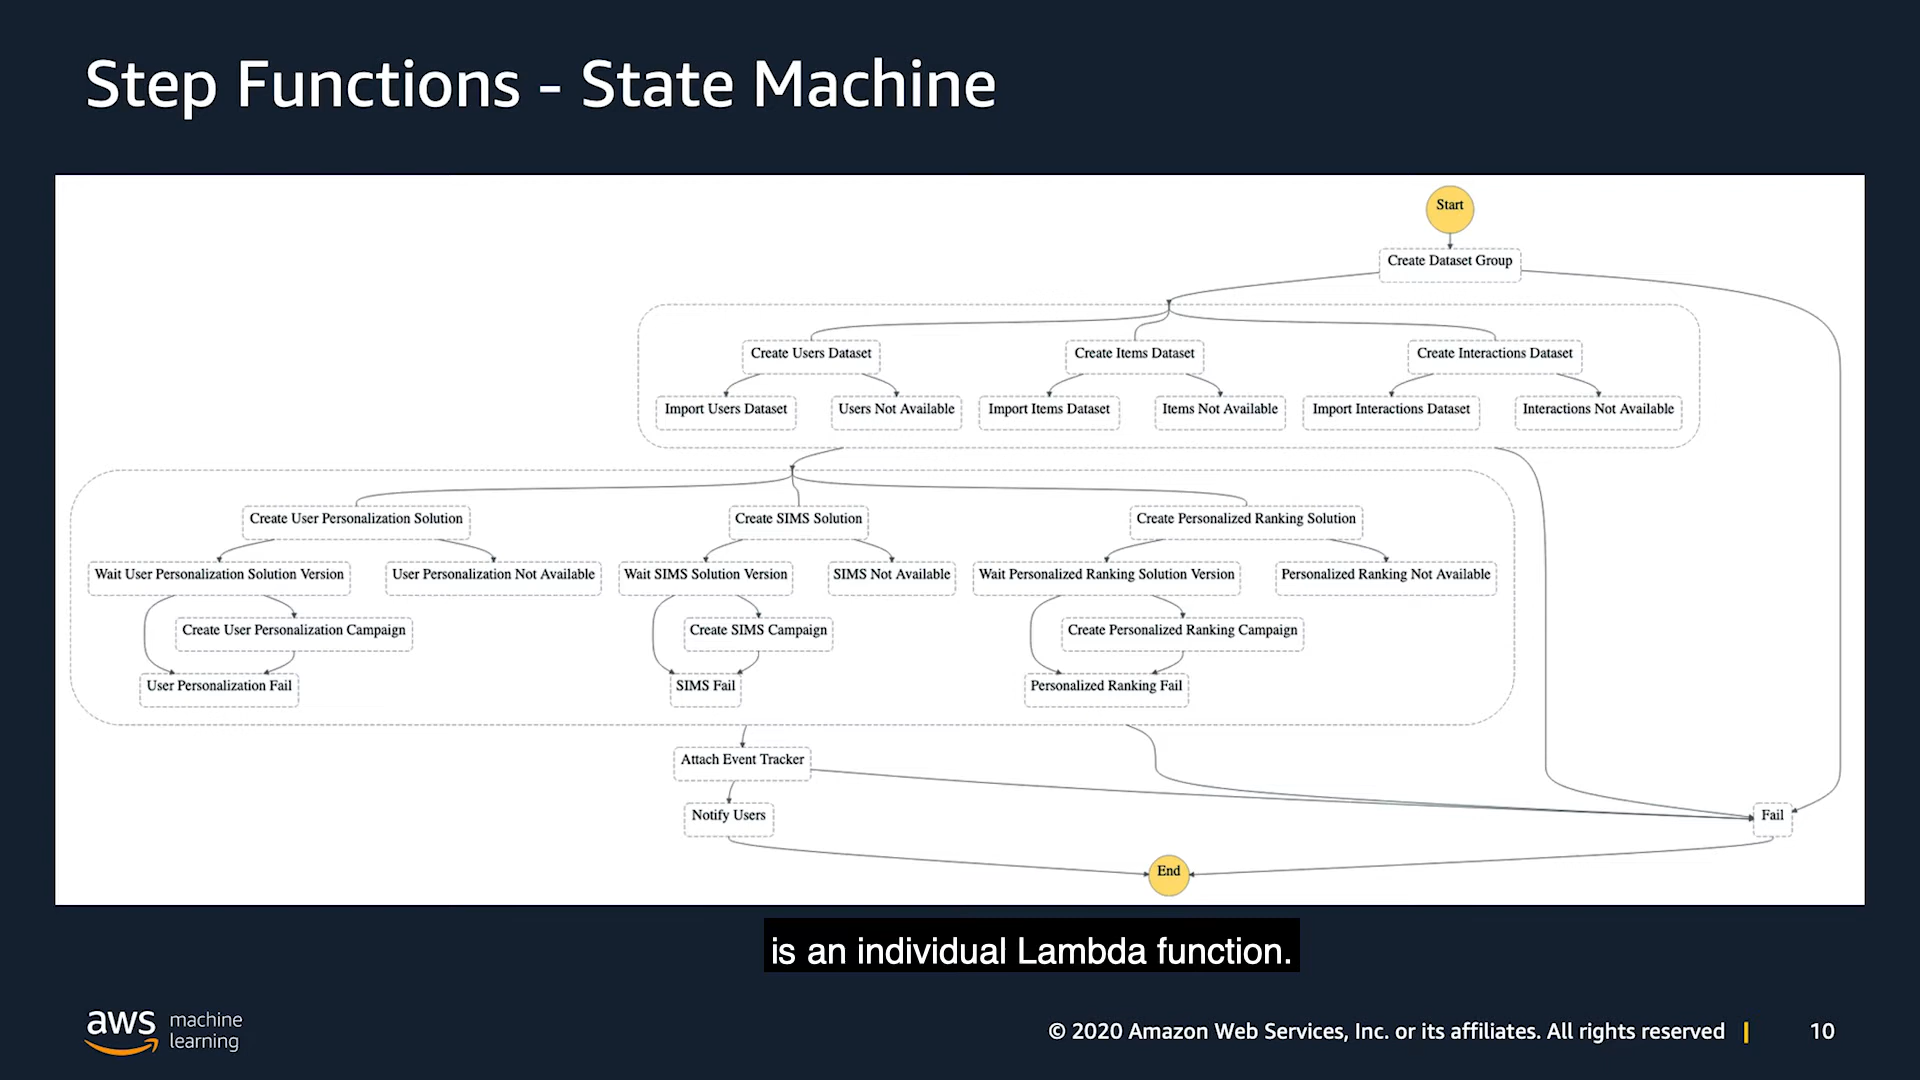 Step Functions - State Machine
Start
Create Dataset Group
Create Users Dataset
Create Items Dataset
Create Interactions Dataset
Import Users Dataset
Users Not Available
Import Items Dataset
Items Not Available
Import Interactions Dataset
Interactions Not Available
Create User Personalization Solution
Create SIMS Solution
Create Personalized Ranking Solution
Wait User Personalization Solution Version
User Personalization Not Available
Wait SIMS Solution Version
SIMS Not Available
Wait Personalized Ranking Solution Version
Personalized Ranking Not Available
Create User Personalization Campaign
Create SIMS Campaign
Create Personalized Ranking Campaign
User Personalization Fail
SIMS Fail
Personalized Ranking Fail
Attach Event Tracker
Notify Users
Fail
End
is an individual Lambda function.
aws machine
learning
© 2020 Amazon Web Services, Inc. or its affiliates. All rights reserved | 10